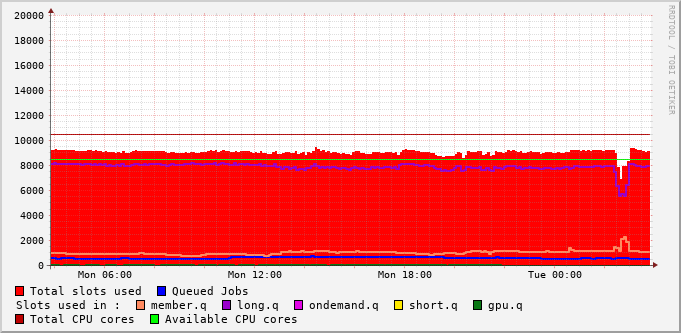 20000
18000
16000
14000
12000
10000
8000
6000
4000
2000
0
Mon 06:00 Mon 12:00 Mon 18:00 Tue 00:00
Total slots used Queued Jobs
Slots used in : member.q long.q ondemand.q short.q gpu.q
Total CPU cores Available CPU cores
RRDTOOL / TOBI OETIKER